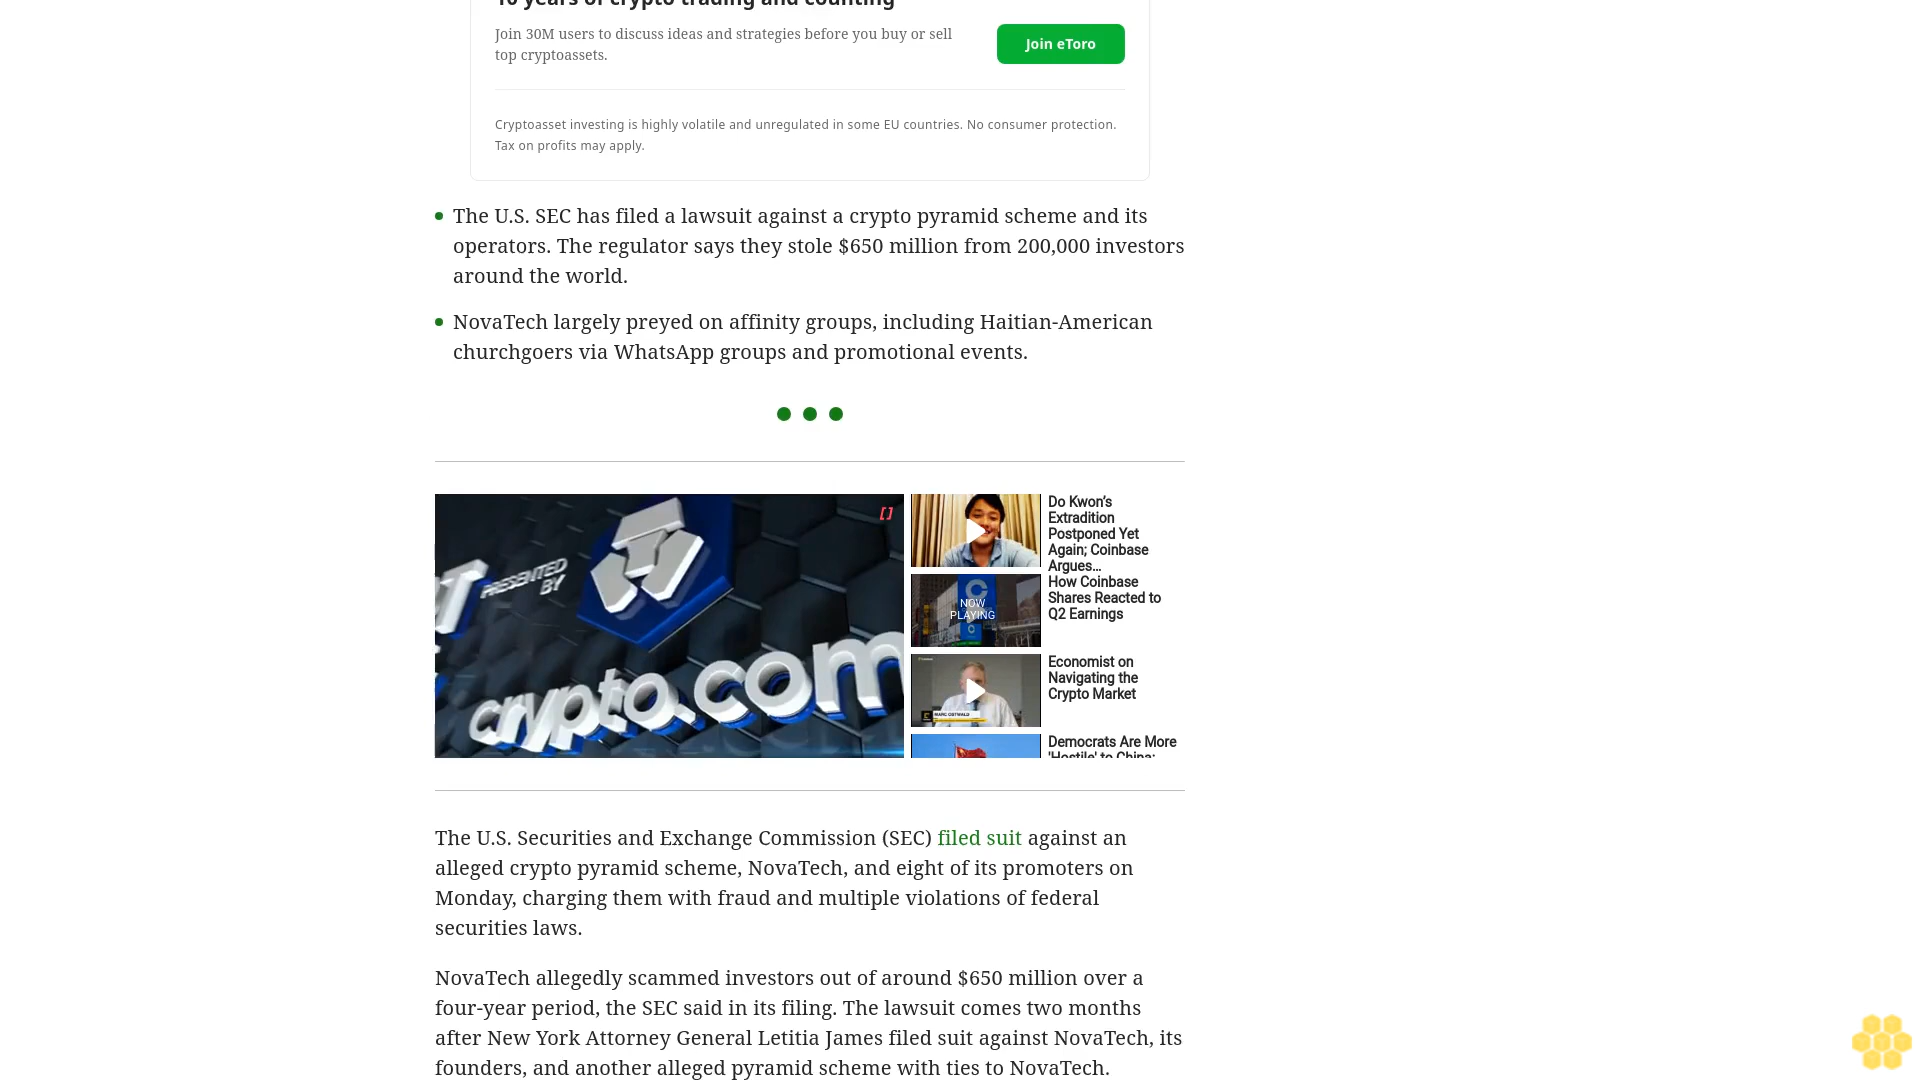 10 years of crypto trading and counting
Join 30M users to discuss ideas and strategies before you buy or sell
top cryptoassets.
Join eToro
Cryptoasset investing is highly volatile and unregulated in some EU countries. No consumer protection.
Tax on profits may apply.
The U.S. SEC has filed a lawsuit against a crypto pyramid scheme and its
operators. The regulator says they stole $650 million from 200,000 investors
around the world.
NovaTech largely preyed on affinity groups, including Haitian-American
churchgoers via WhatsApp groups and promotional events.
PRESENTED
BY
crypto.com
Do Kwon’s
Extradition
Postponed Yet
Again; Coinbase
Argues...
NOW
PLAYING
How Coinbase
Shares Reacted to
Q2 Earnings
MARC OSTWALD
Economist on
Navigating the
Crypto Market
Democrats Are More
'Hostile' to China:
The U.S. Securities and Exchange Commission (SEC) filed suit against an
alleged crypto pyramid scheme, NovaTech, and eight of its promoters on
Monday, charging them with fraud and multiple violations of federal
securities laws.
NovaTech allegedly scammed investors out of around $650 million over a
four-year period, the SEC said in its filing. The lawsuit comes two months
after New York Attorney General Letitia James filed suit against NovaTech, its
founders, and another alleged pyramid scheme with ties to NovaTech.